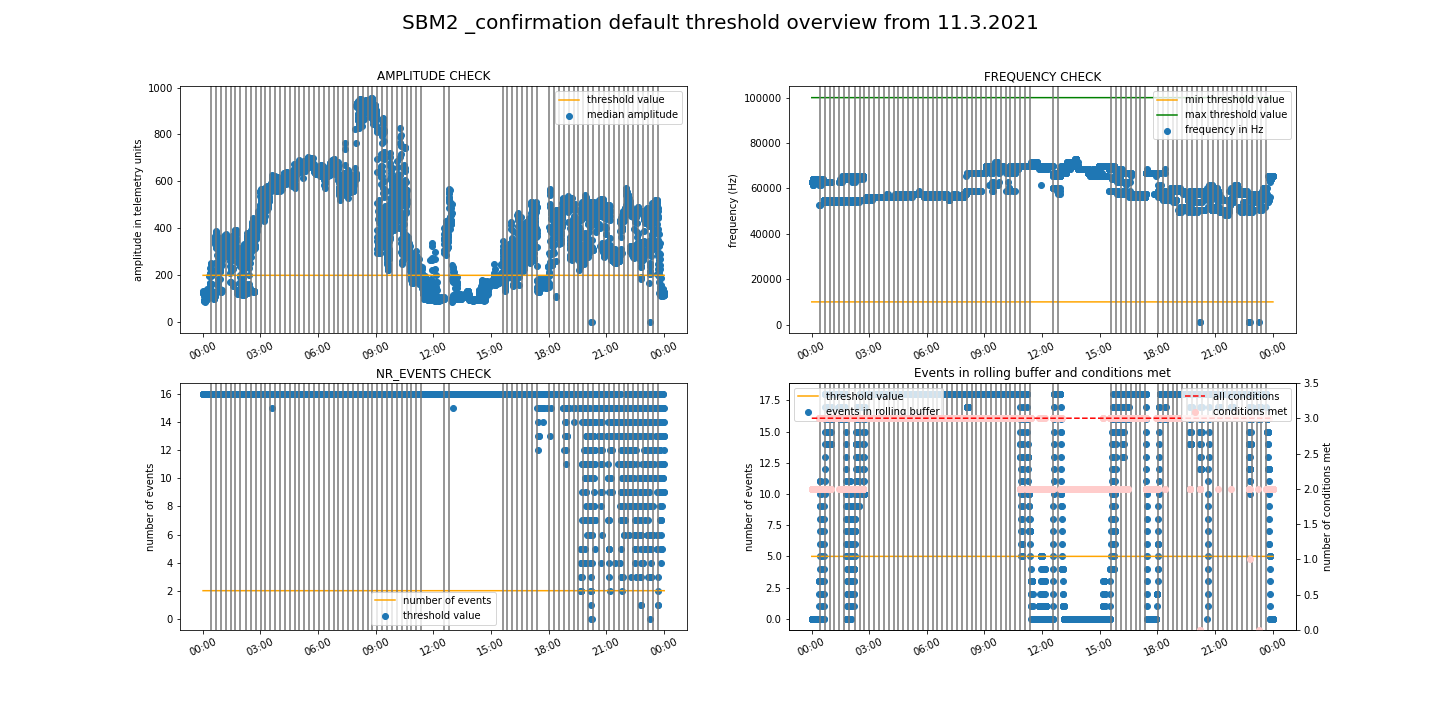 SBM2 _confirmation default threshold overview from 11.3.2021
AMPLITUDE CHECK
amplitude in telemetry units
1000
800
600
400
200
0
threshold value
median amplitude
00:00 03:00 06:00 09:00 12:00 15:00 18:00 21:00 00:00
FREQUENCY CHECK
frequency (Hz)
100000
80000
60000
40000
20000
0
min threshold value
max threshold value
frequency in Hz
00:00 03:00 06:00 09:00 12:00 15:00 18:00 21:00 00:00
NR_EVENTS CHECK
number of events
16
14
12
10
8
6
4
2
0
number of events
threshold value
00:00 03:00 06:00 09:00 12:00 15:00 18:00 21:00 00:00
Events in rolling buffer and conditions met
number of events
17.5
15.0
12.5
10.0
7.5
5.0
2.5
0.0
threshold value
events in rolling buffer
all conditions
conditions met
3.5
3.0
2.5
2.0
1.5
1.0
0.5
0.0
number of conditions met
00:00 03:00 06:00 09:00 12:00 15:00 18:00 21:00 00:00